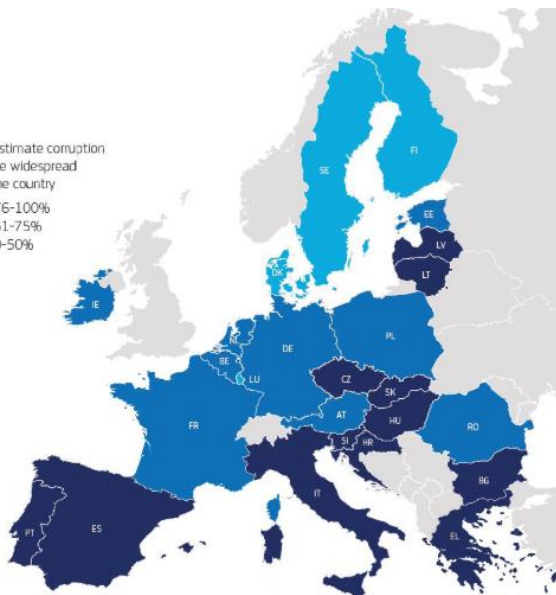 stimate corruption
e widespread
ne country
76-100%
51-75%
0-50%
FI
SE
EE
LV
DK
LT
IE
NL
PL
DE
BE
LU
CZ
SK
FR
AT
HU
RO
SI
HR
BG
IT
PT
ES
EL